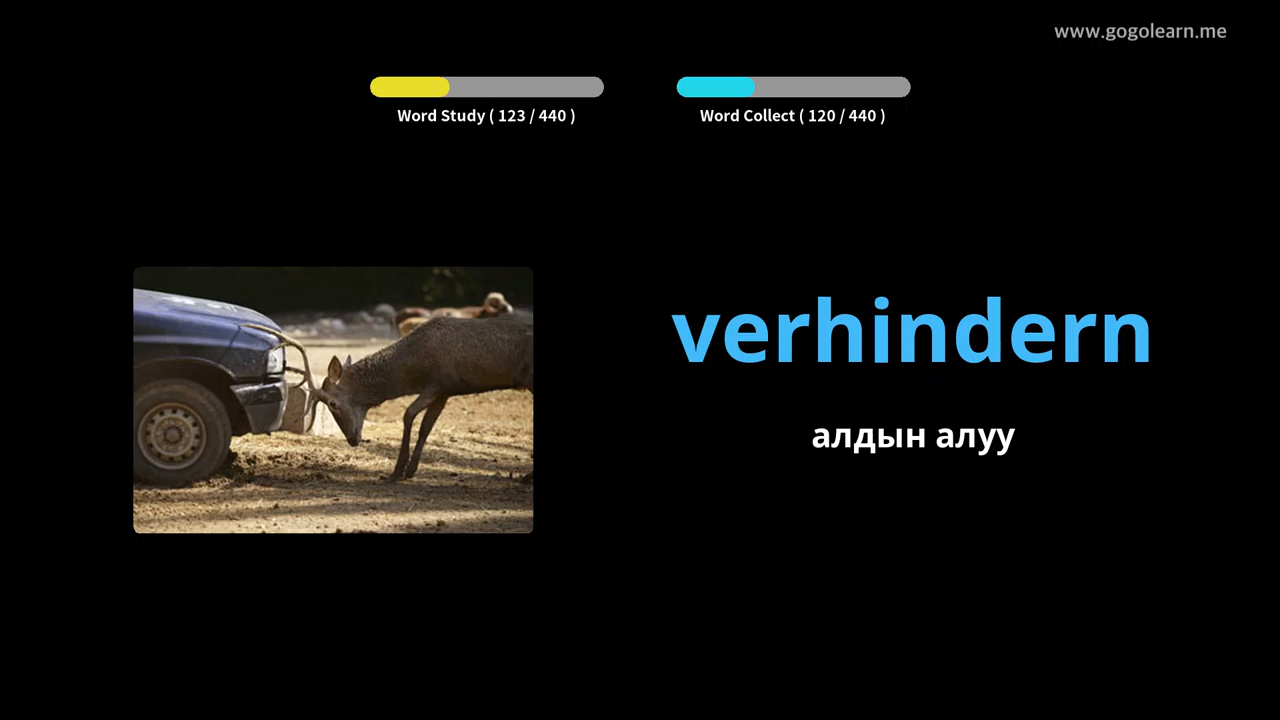 www.gogolearn.me
Word Study ( 123 / 440 )
Word Collect ( 120 / 440 )
verhindern
алдын алуу